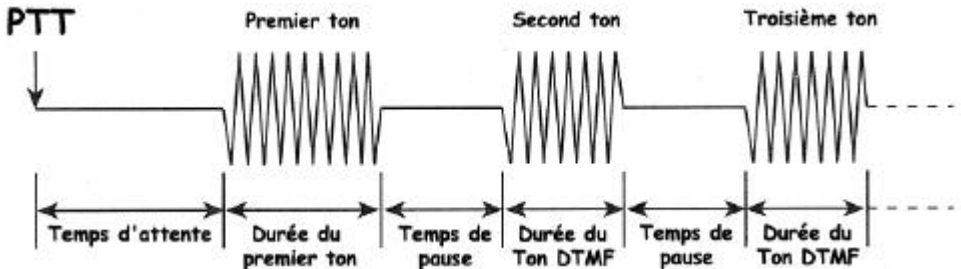 PTT
Premier ton
Second ton
Troisième ton
Temps d'attente
Durée du
premier ton
Temps de
pause
Durée du
Ton DTMF
Temps de
pause
Durée du
Ton DTMF